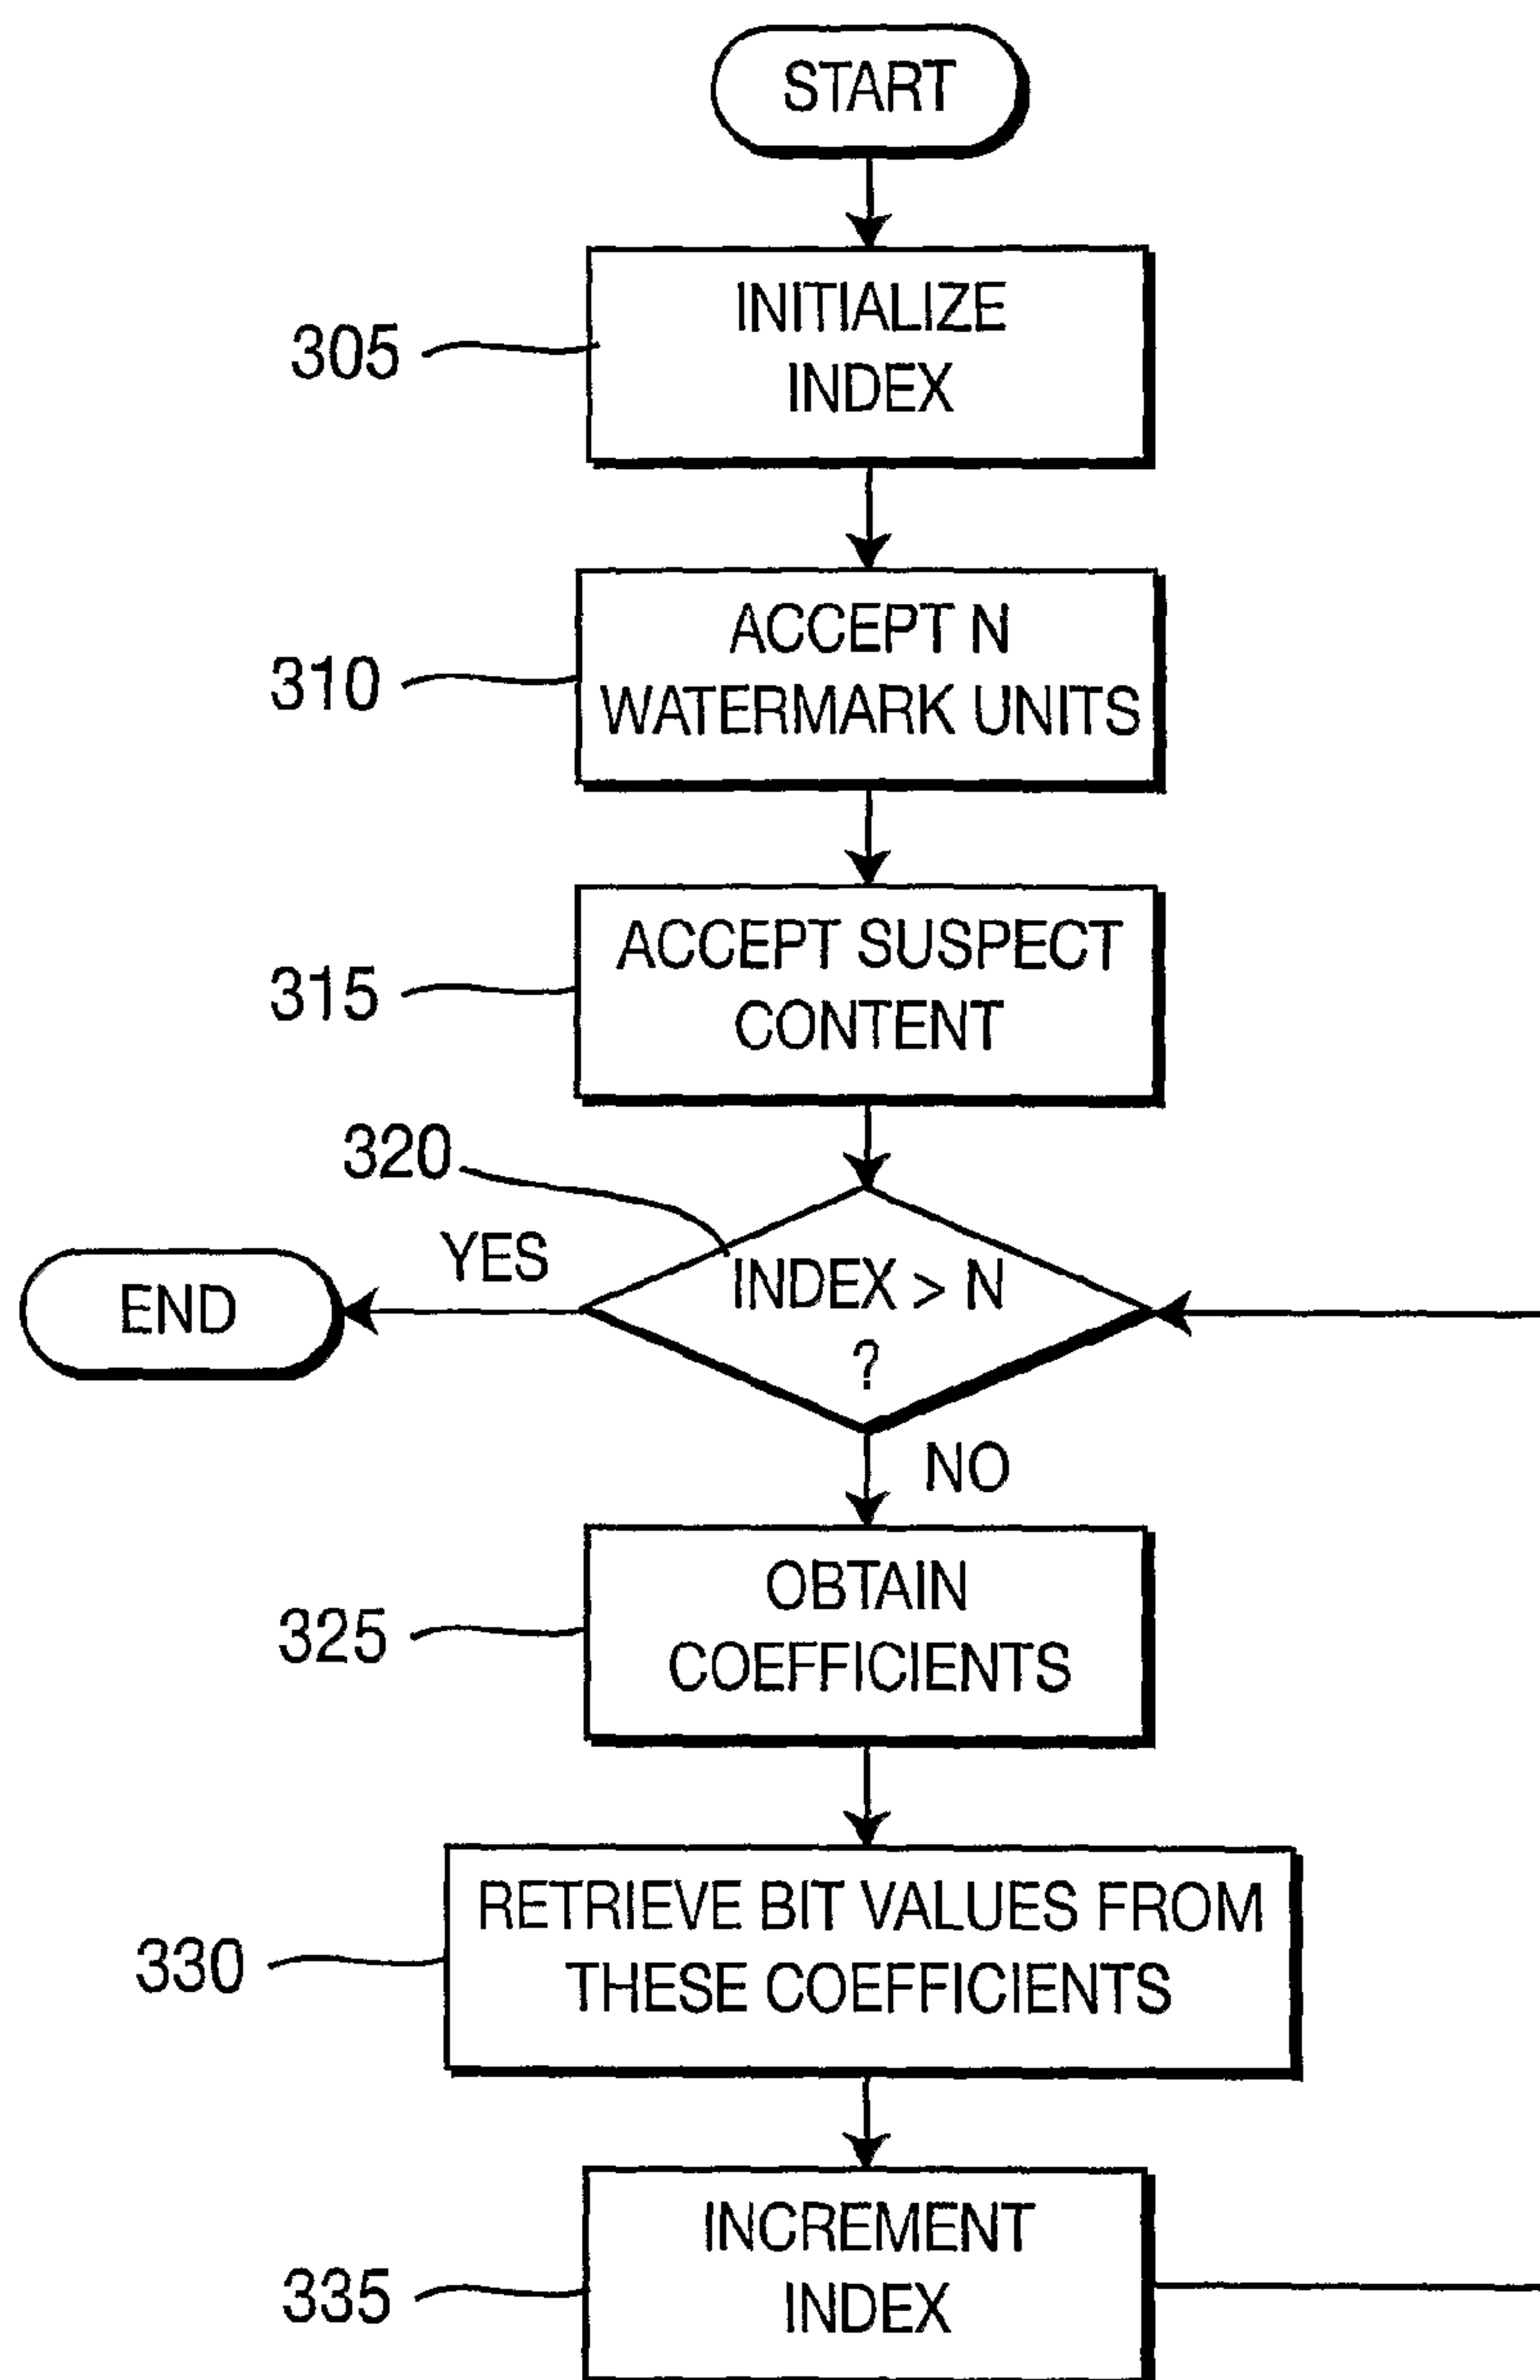 START
305
INITIALIZE
INDEX
310
ACCEPT N
WATERMARK UNITS
315
ACCEPT SUSPECT
CONTENT
320
YES
END
INDEX > N
?
NO
325
OBTAIN
COEFFICIENTS
330
RETRIEVE BIT VALUES FROM
THESE COEFFICIENTS
335
INCREMENT
INDEX